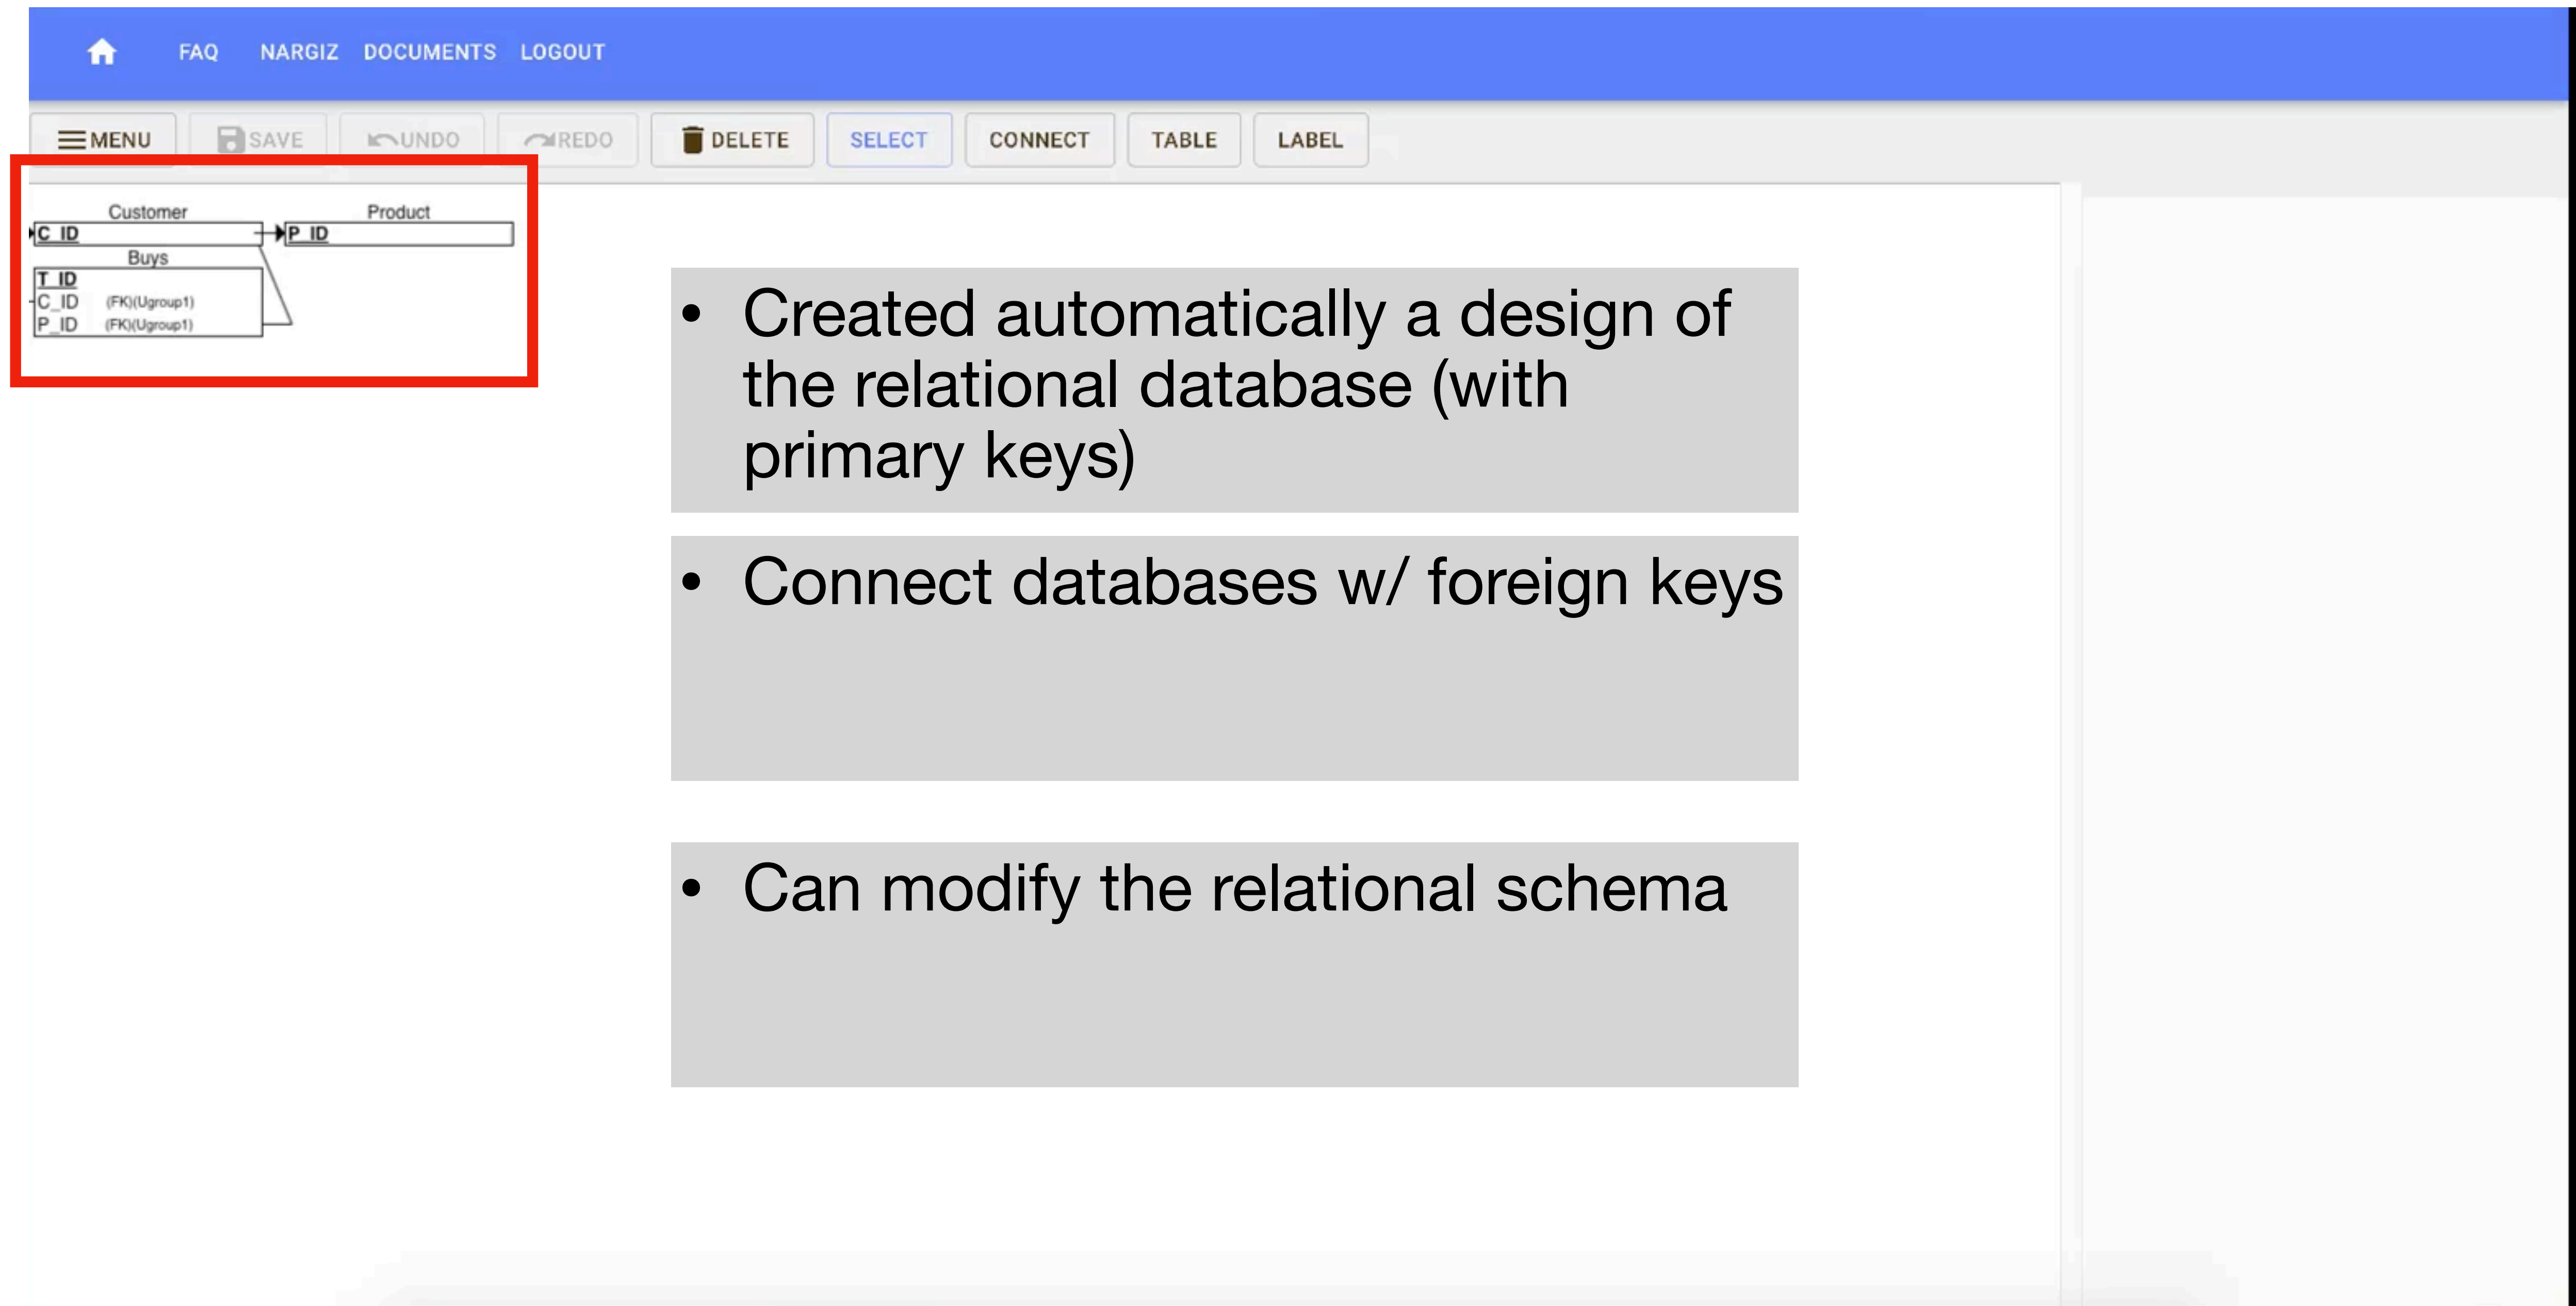 FAQ NARGIZ DOCUMENTS LOGOUT
MENU SAVE UNDO REDO DELETE SELECT CONNECT TABLE LABEL
Customer Product
C_ID P_ID
Buys
T_ID
C_ID (FK)(Ugroup1)
P_ID (FK)(Ugroup1)
• Created automatically a design of
the relational database (with
primary keys)
• Connect databases w/ foreign keys
• Can modify the relational schema